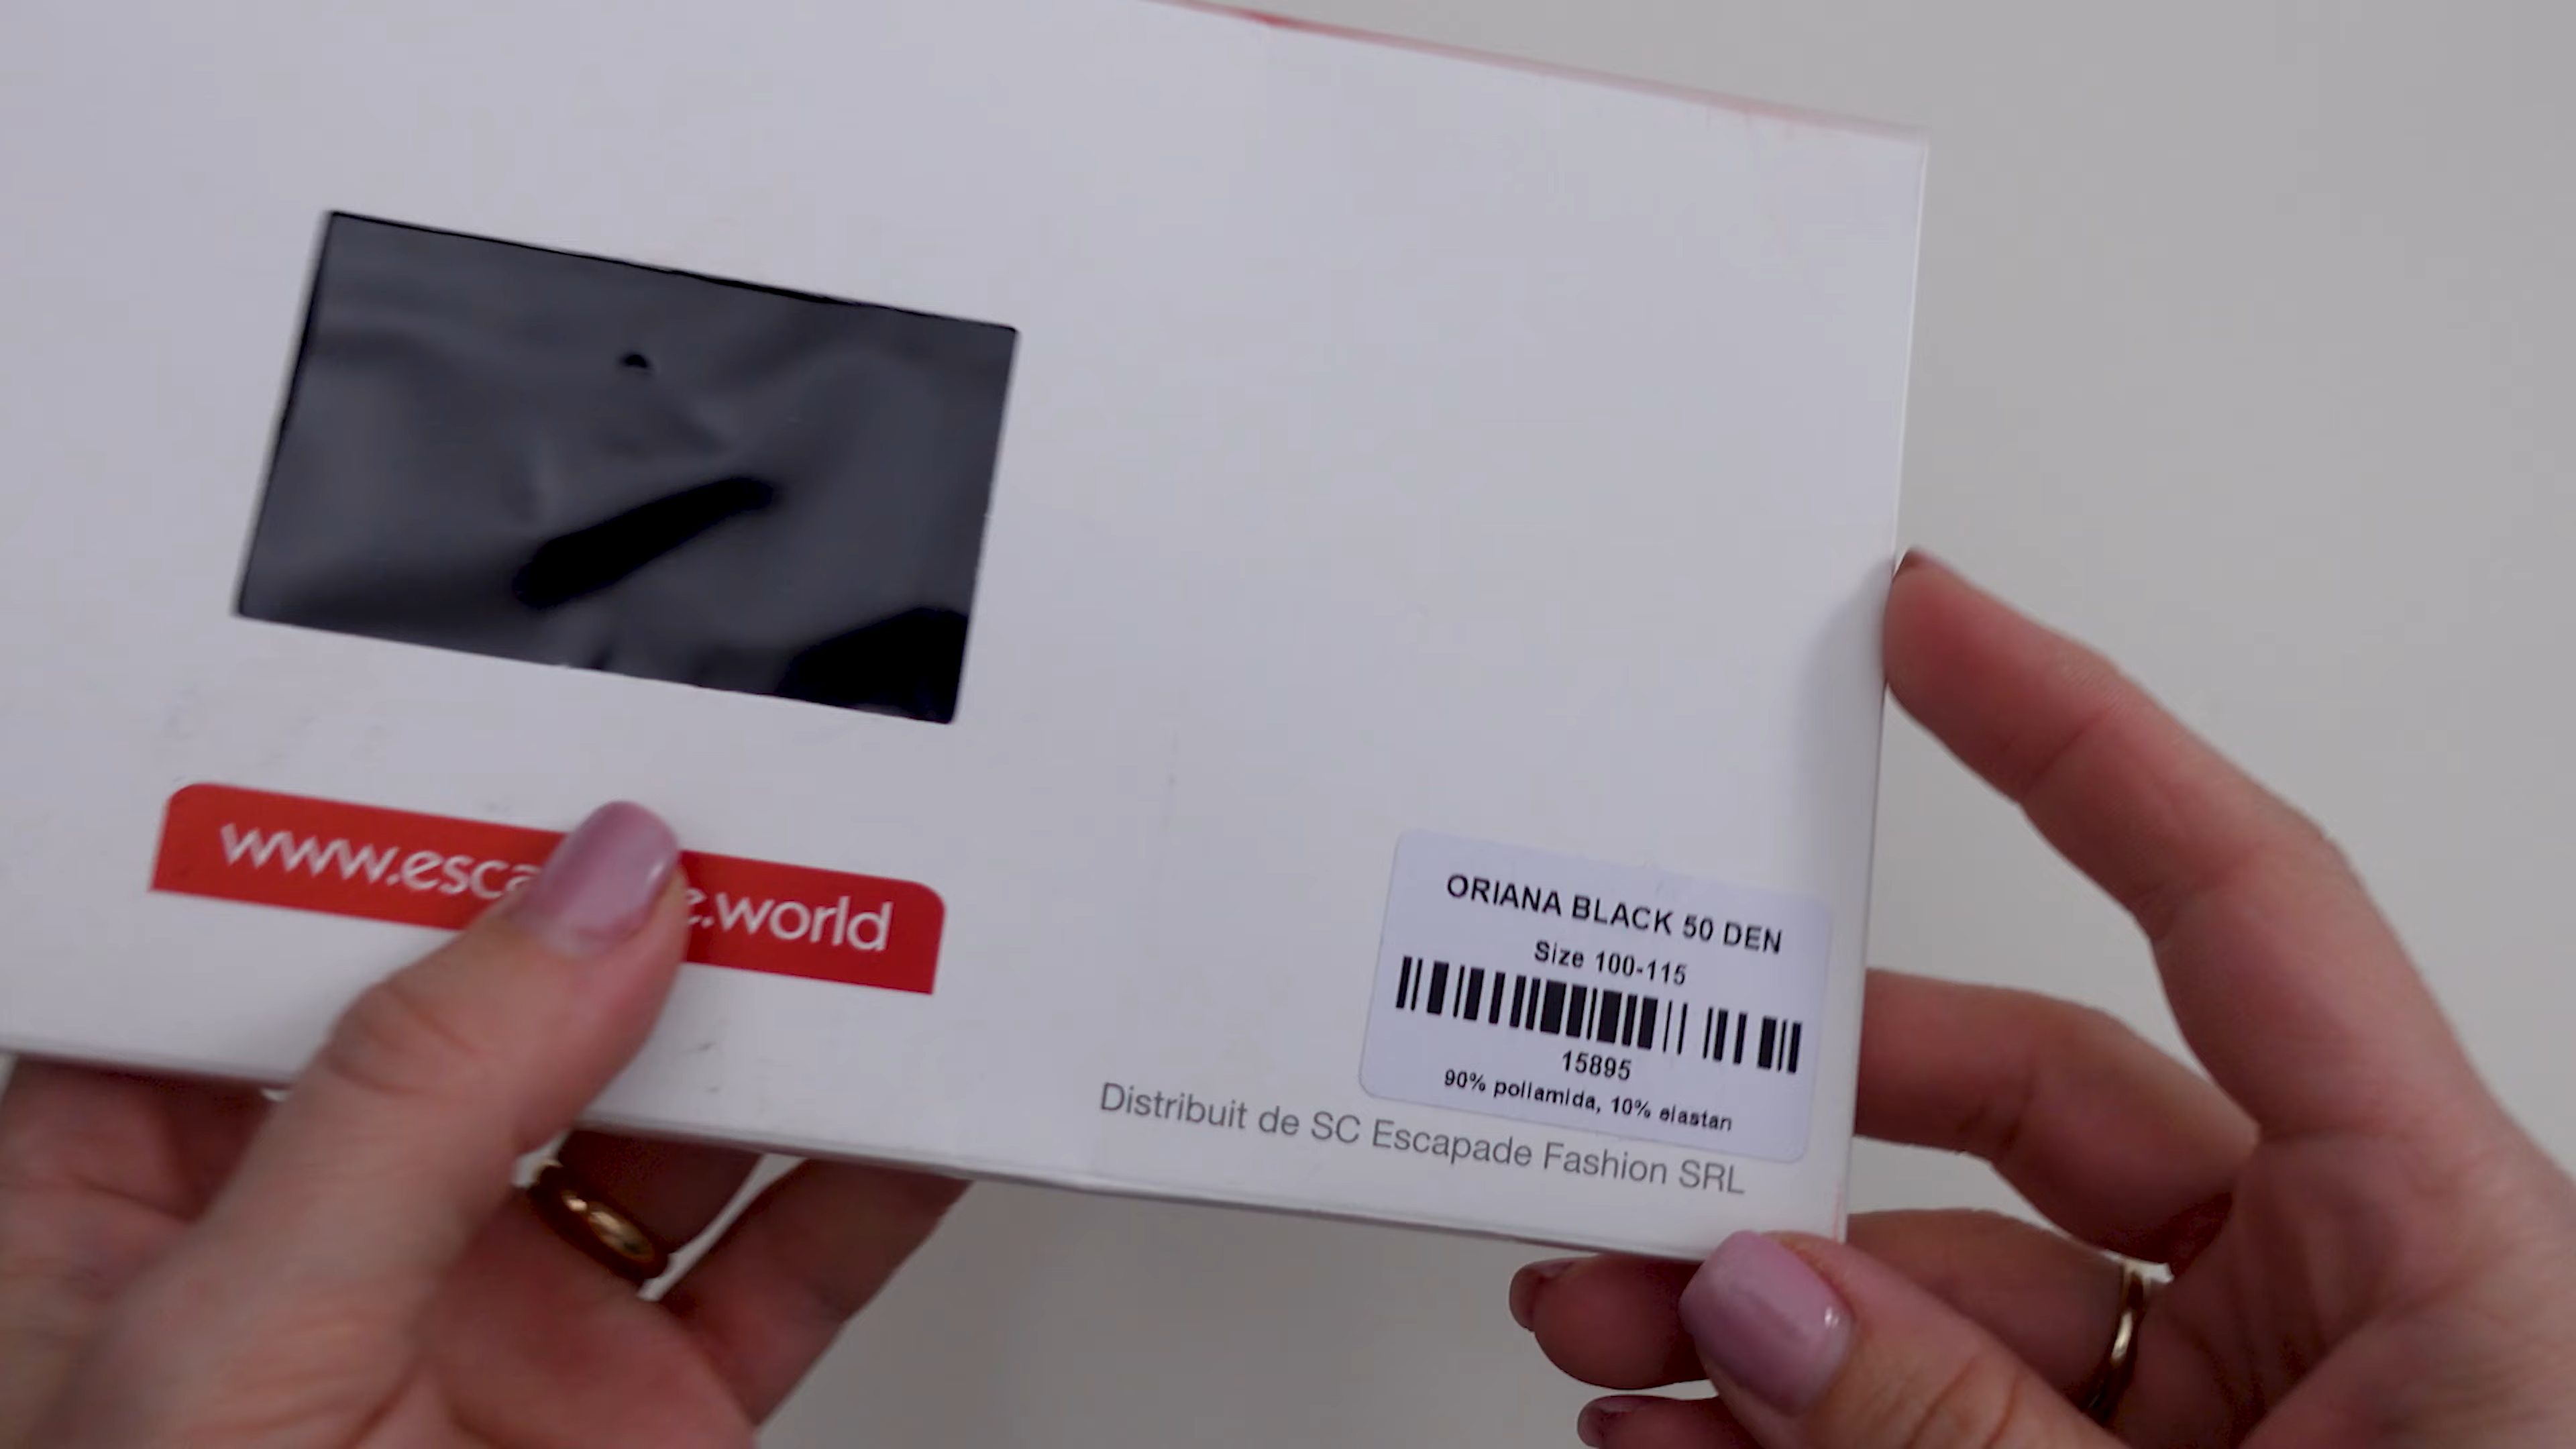 www.esca e.world
ORIANA BLACK 50 DEN
Size 100-115
15895
90% poliamida, 10% elastan
Distribuit de SC Escapade Fashion SRL